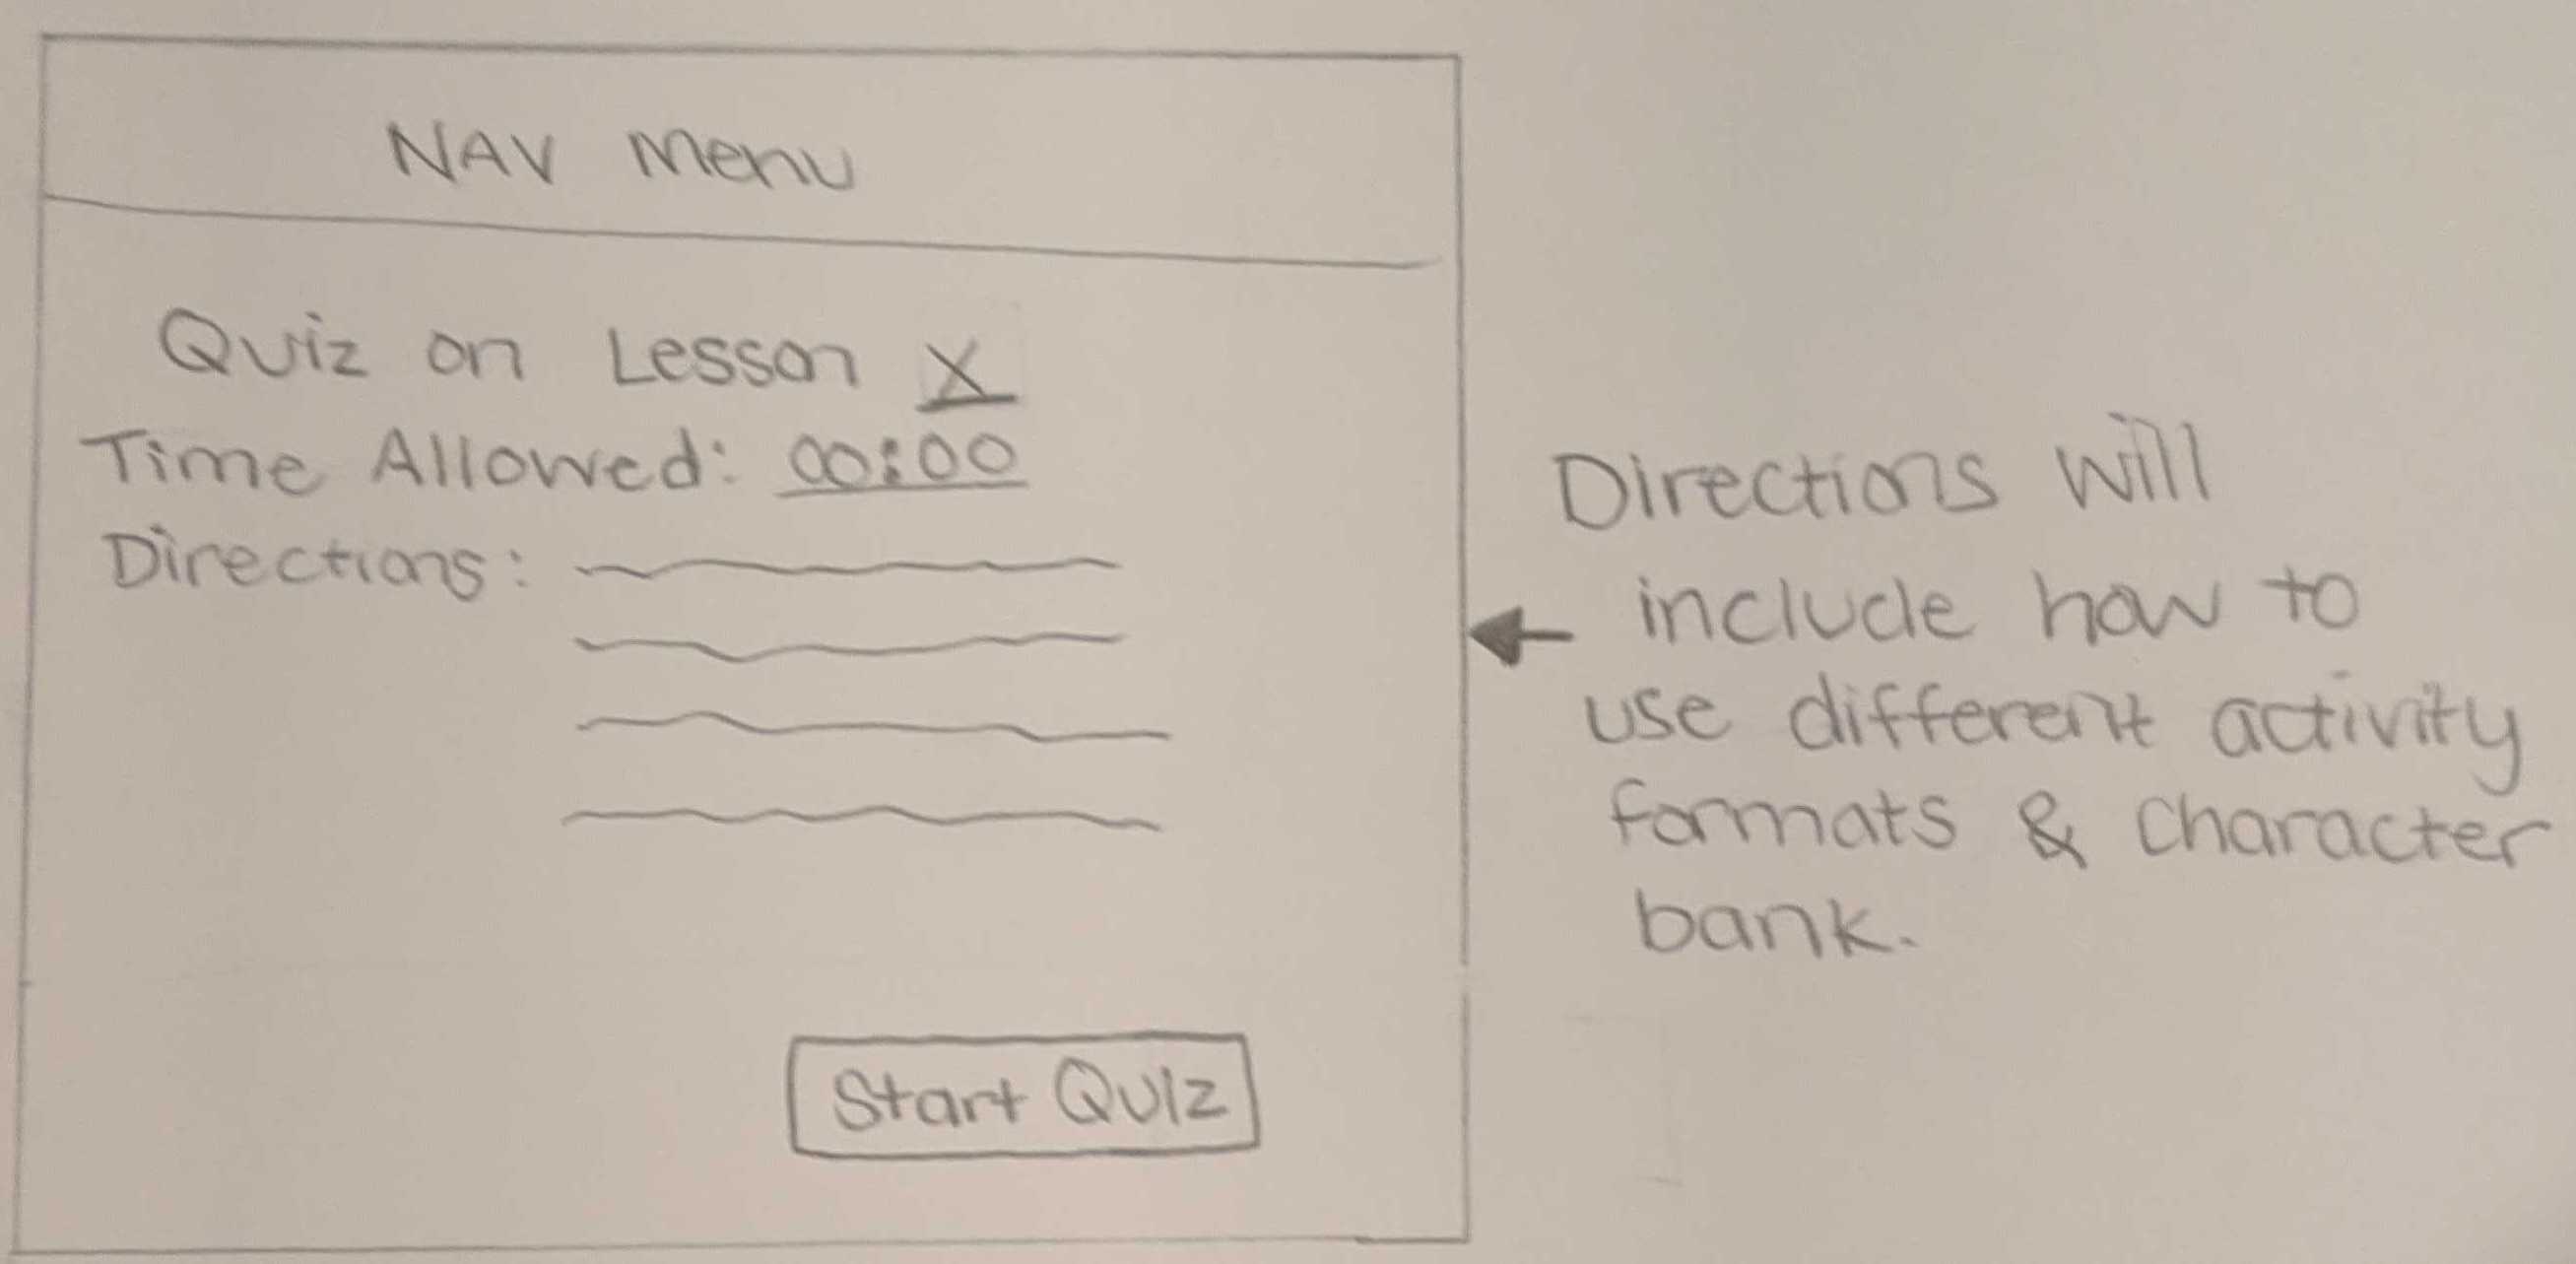 NAV Menu
Quiz on Lesson X
Time Allowed: 00:00
Directions:
Start Quiz
Directions will
include how to
use different activity
formats & character
bank.